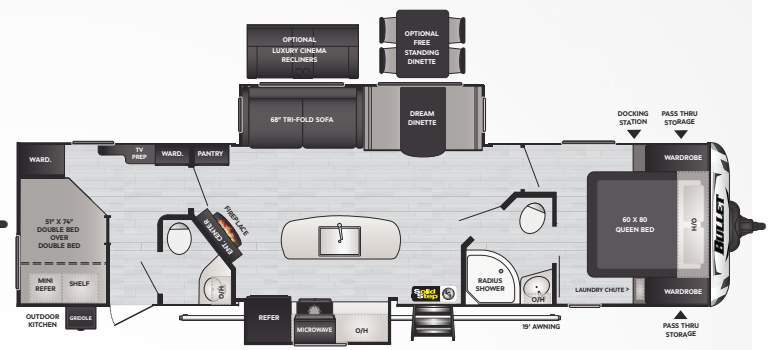 OPTIONAL
LUXURY CINEMA
RECLINERS
OPTIONAL
FREE
STANDING
DINETTE
68" TRI-FOLD SOFA
DREAM
DINETTE
DOCKING
STATION
PASS THRU
STORAGE
WARD.
TV
PREP
WARD.
PANTRY
WARDROBE
51" X 74"
DOUBLE BED
OVER
DOUBLE BED
FIREPLACE
ENT. CENTER
60 X 80
QUEEN BED
O/H
BULLET
MINI
REFER
SHELF
O/H
Solid
Step
RADIUS
SHOWER
O/H
LAUNDRY CHUTE >
WARDROBE
OUTDOOR
KITCHEN
GRIDDLE
REFER
MICROWAVE
O/H
19' AWNING
PASS THRU
STORAGE